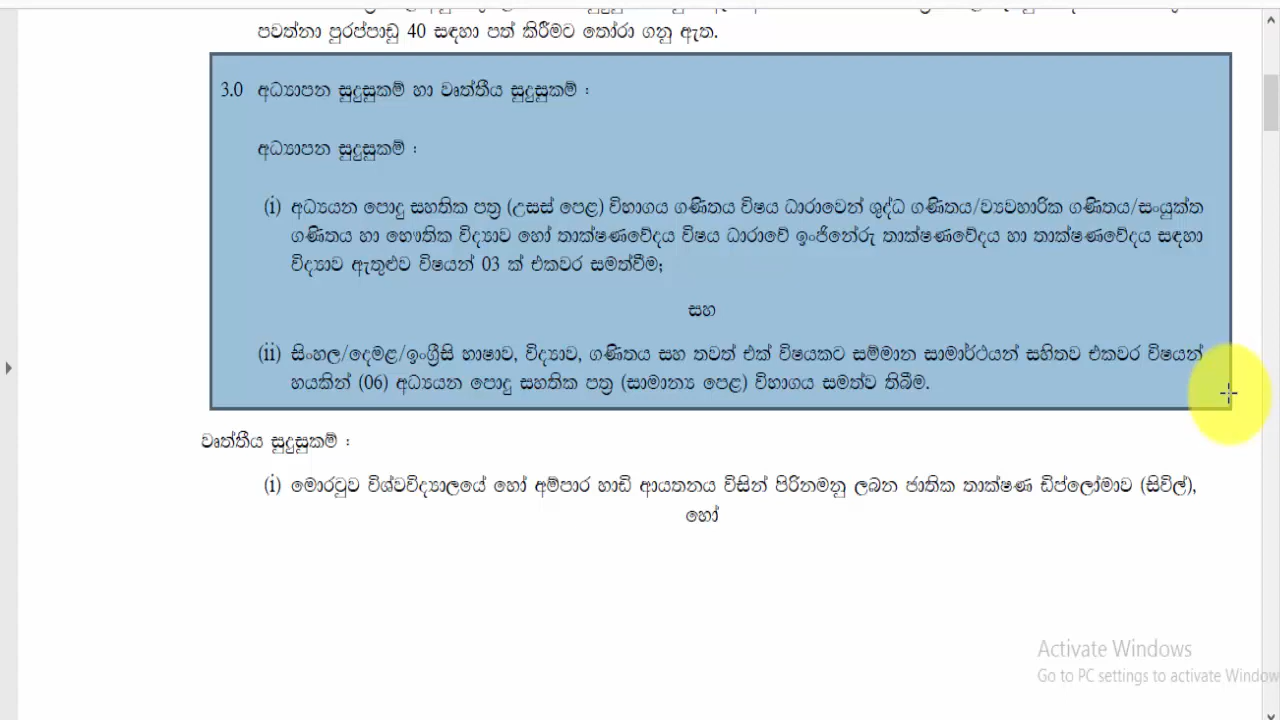 පවත්නා පුරප්පාඩු 40 සඳහා පත් කිරීමට තෝරා ගනු ඇත.
3.0 අධ්‍යාපන සුදුසුකම් හා වෘත්තීය සුදුසුකම් :
අධ්‍යාපන සුදුසුකම් :
(i) අධ්‍යයන පොදු සහතික පත්‍ර (උසස් පෙළ) විභාගය ගණිතය විෂය ධාරාවෙන් ශුද්ධ ගණිතය/ව්‍යවහාරික ගණිතය/සංයුක්ත
ගණිතය හා භෞතික විද්‍යාව හෝ තාක්ෂණවේදය විෂය ධාරාවේ ඉංජිනේරු තාක්ෂණවේදය හා තාක්ෂණවේදය සඳහා
විද්‍යාව ඇතුළුව විෂයන් 03 ක් එකවර සමත්වීම;
සහ
(ii) සිංහල/දෙමළ/ඉංග්‍රීසි භාෂාව, විද්‍යාව, ගණිතය සහ තවත් එක් විෂයකට සම්මාන සාමාර්ථයන් සහිතව එකවර විෂයන්
හයකින් (06) අධ්‍යයන පොදු සහතික පත්‍ර (සාමාන්‍ය පෙළ) විභාගය සමත්ව තිබීම.
වෘත්තීය සුදුසුකම් :
(i) මොරටුව විශ්වවිද්‍යාලයේ හෝ අම්පාර හාඩි ආයතනය විසින් පිරිනමනු ලබන ජාතික තාක්ෂණ ඩිප්ලෝමාව (සිවිල්),
හෝ
Activate Windows
Go to PC settings to activate Window